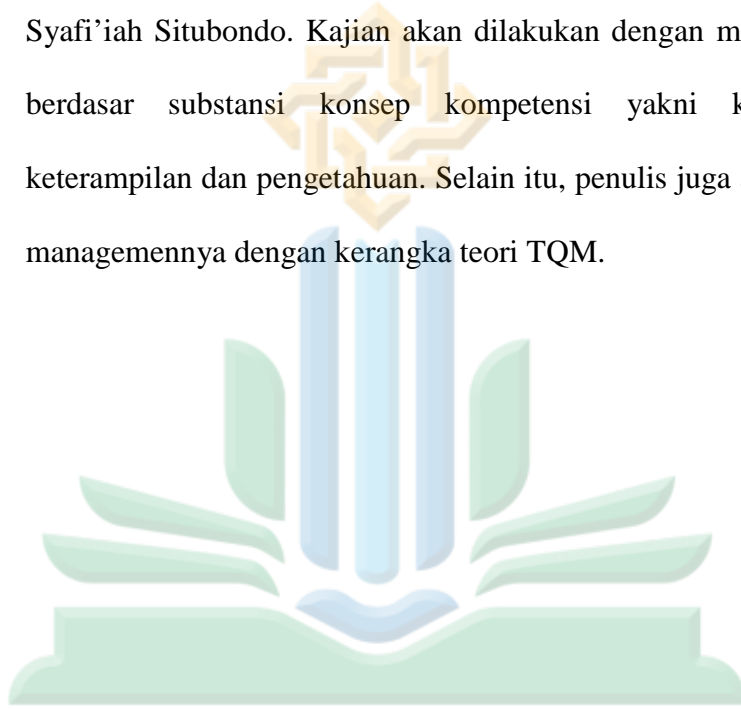 Syafi’iah Situbondo. Kajian akan dilakukan dengan
berdasar substansi konsep kompetensi yakni
keterampilan dan pengetahuan. Selain itu, penulis juga
managemennya dengan kerangka teori TQM.